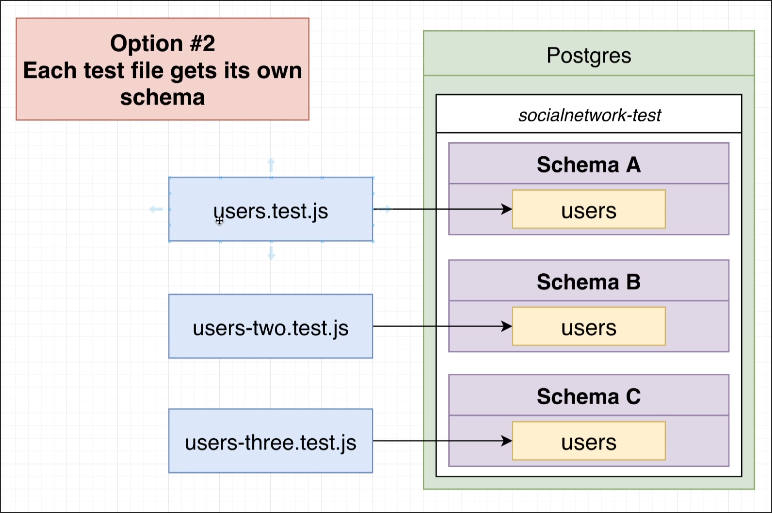 Option #2
Each test file gets its own
schema
Postgres
socialnetwork-test
Schema A
users.test.js
users
Schema B
users-two.test.js
users
Schema C
users-three.test.js
users